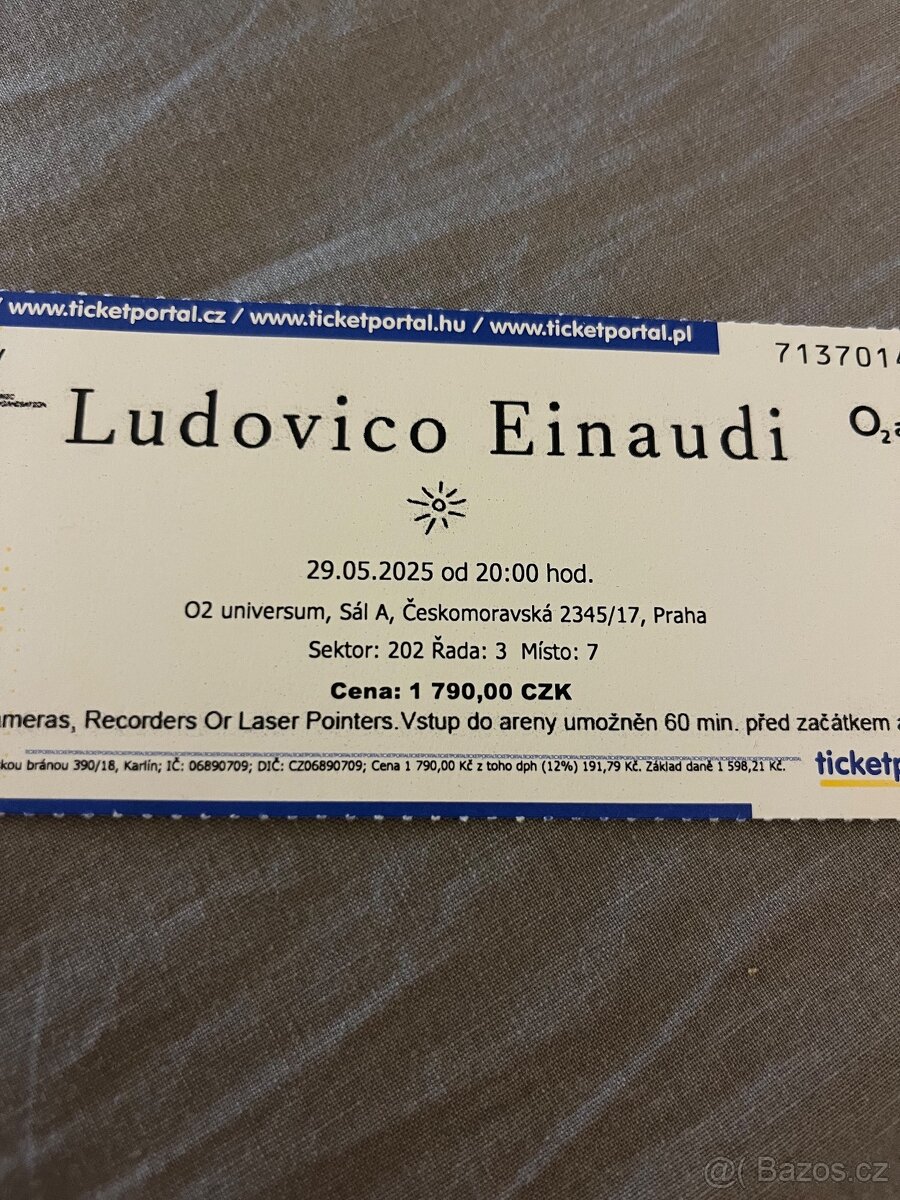 / www.ticketportal.cz / www.ticketportal.hu / www.ticketportal.pl
713701
Ludovico Einaudi
O2a
29.05.2025 od 20:00 hod.
O2 universum, Sál A, Českomoravská 2345/17, Praha
Sektor: 202 Řada: 3 Místo: 7
Cena: 1 790,00 CZK
meras, Recorders Or Laser Pointers.Vstup do areny umožněn 60 min. před začátkem a
kou bránou 390/18, Karlín; IČ: 06890709; DIČ: CZ06890709; Cena 1 790,00 Kč z toho dph (12%) 191,79 Kč. Základ daně 1 598,21 Kč.
ticketp
@( Bazos.cz